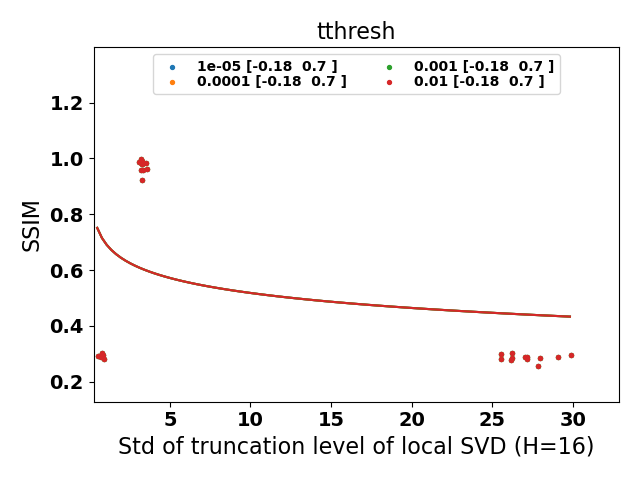 tthresh
1e-05 [-0.18  0.7 ]
0.0001 [-0.18  0.7 ]
0.001 [-0.18  0.7 ]
0.01 [-0.18  0.7 ]
SSIM
1.2
1.0
0.8
0.6
0.4
0.2
5 10 15 20 25 30
Std of truncation level of local SVD (H=16)